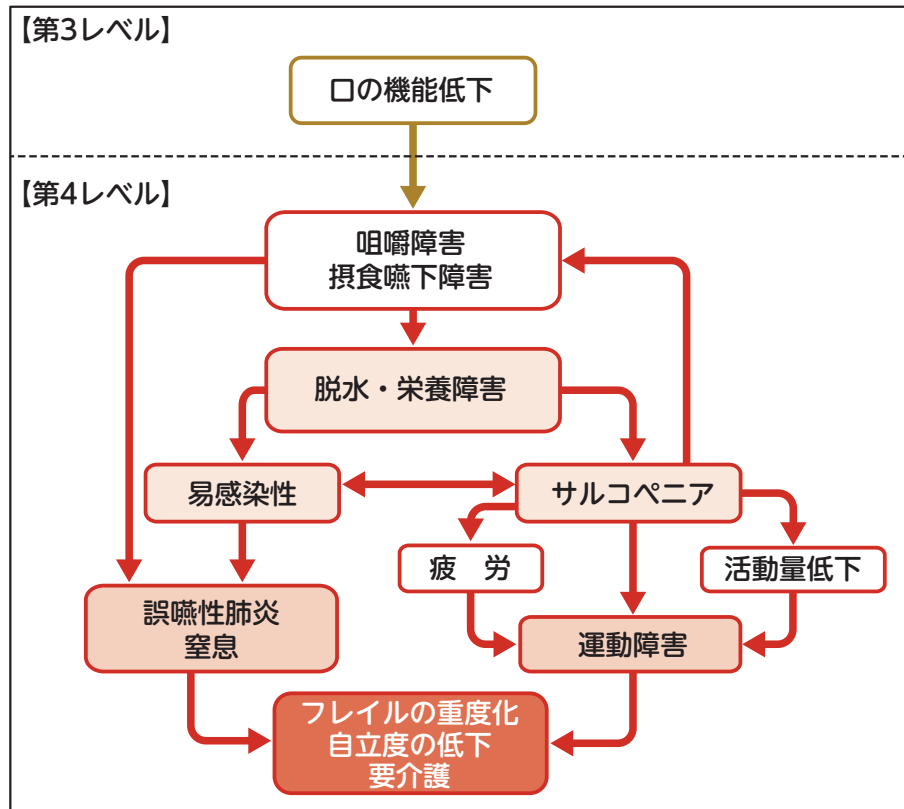 【第3レベル】
口の機能低下
【第4レベル】
咀嚼障害
摂食嚥下障害
脱水・栄養障害
易感染性
サルコペニア
疲 労
活動量低下
誤嚥性肺炎
窒息
運動障害
フレイルの重度化
自立度の低下
要介護